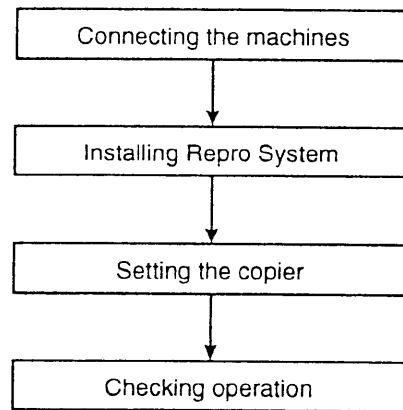 Connecting the machines
Installing Repro System
Setting the copier
Checking operation